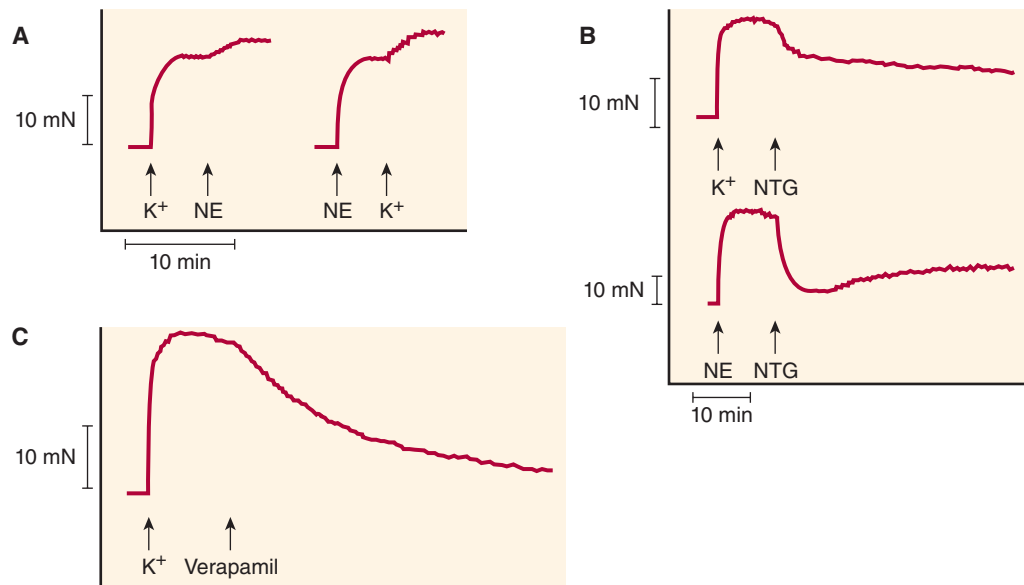 A
10 mN
K+ NE NE K+
10 min
B
10 mN
K+ NTG
10 mN
NE NTG
10 min
C
10 mN
K+ Verapamil